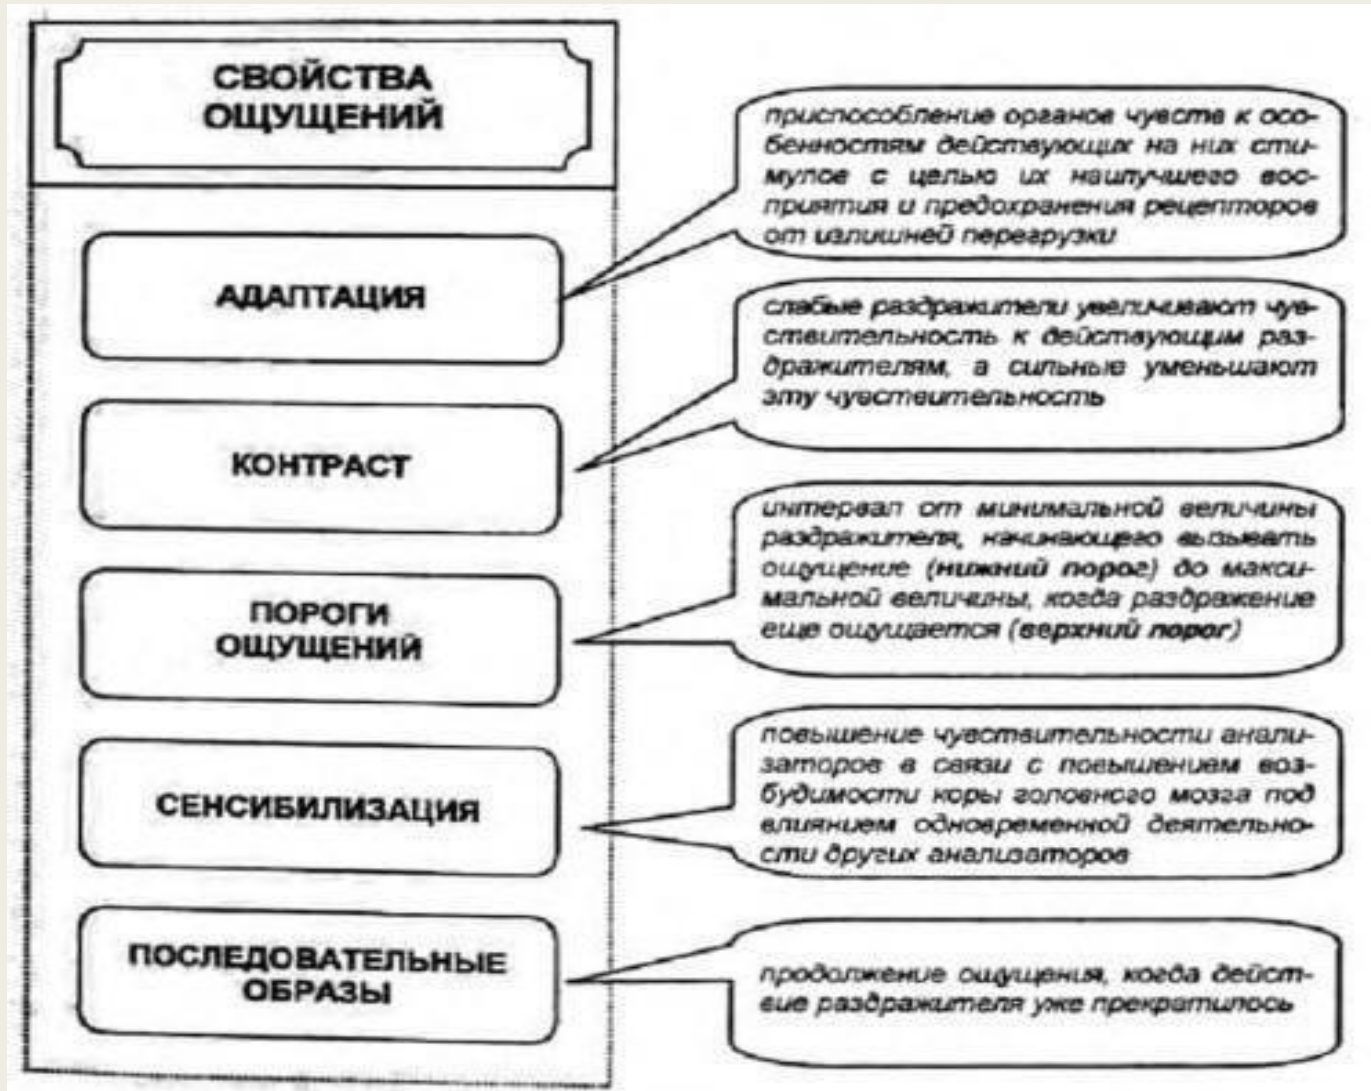 СВОЙСТВА
ОЩУЩЕНИЙ
АДАПТАЦИЯ
приспособление органов чувств к осо-
бенностям действующих на них сти-
мулов с целью их наилучшего вос-
приятия и предохранения рецепторов
от излишней перегрузки
КОНТРАСТ
слабые раздражители увеличивают чув-
ствительность к действующим раз-
дражителям, а сильные уменьшают
эту чувствительность
ПОРОГИ
ОЩУЩЕНИЙ
интервал от минимальной величины
раздражителя, начинающего вызывать
ощущение (нижний порог) до макси-
мальной величины, когда раздражение
еще ощущается (верхний порог)
СЕНСИБИЛИЗАЦИЯ
повышение чувствительности анали-
заторов в связи с повышением воз-
будимости коры головного мозга под
влиянием одновременной деятельно-
сти других анализаторов
ПОСЛЕДОВАТЕЛЬНЫЕ
ОБРАЗЫ
продолжение ощущения, когда дейст-
вие раздражителя уже прекратилось